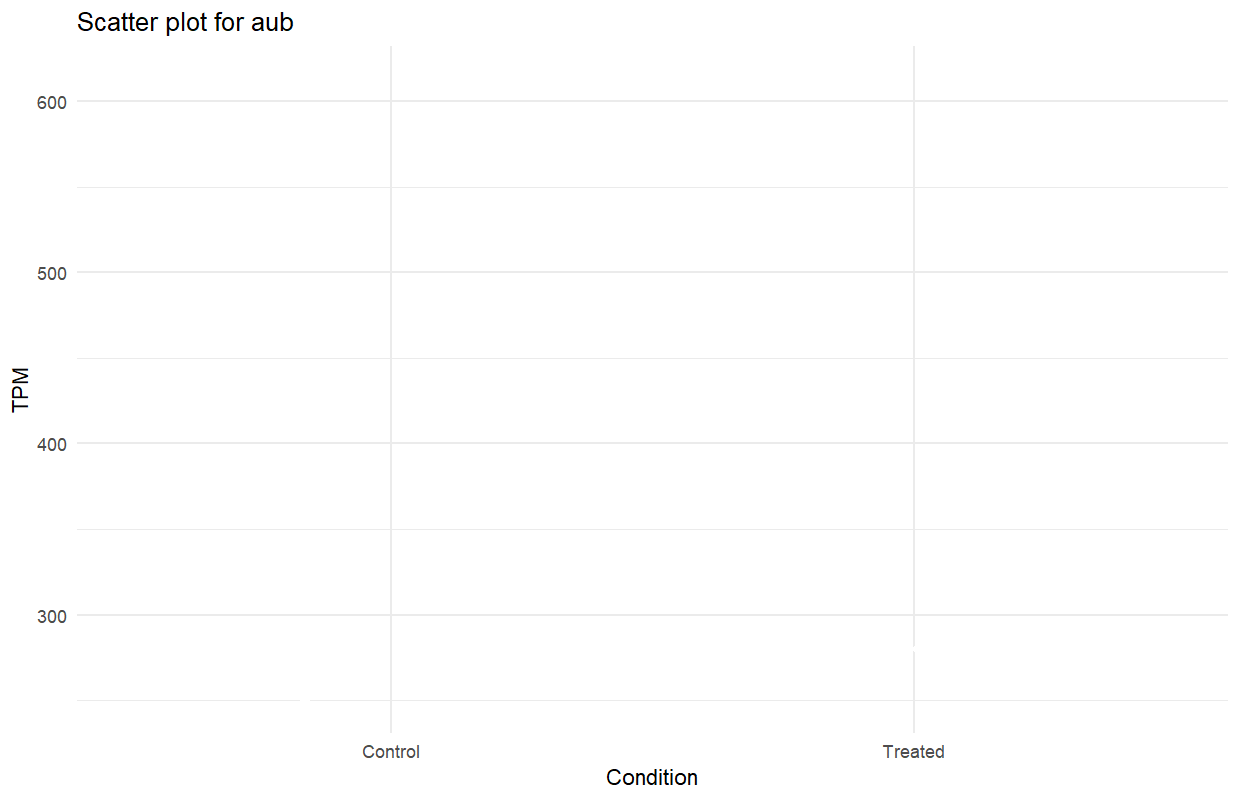 Scatter plot for aub
600
500
400
300
TPM
Control
Treated
Condition